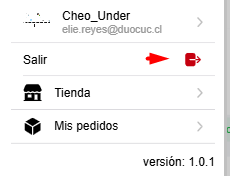 Cheo_Under
elie.reyes@duocuc.cl
Salir
Tienda
Mis pedidos
versión: 1.0.1